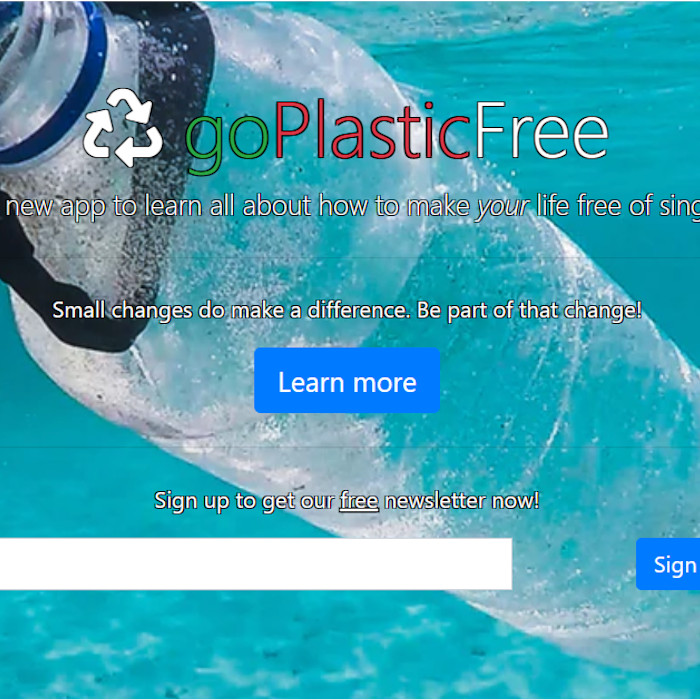 goPlasticFree
new app to learn all about how to make your life free of sing
Small changes do make a difference. Be part of that change!
Learn more
Sign up to get our free newsletter now!
Sign